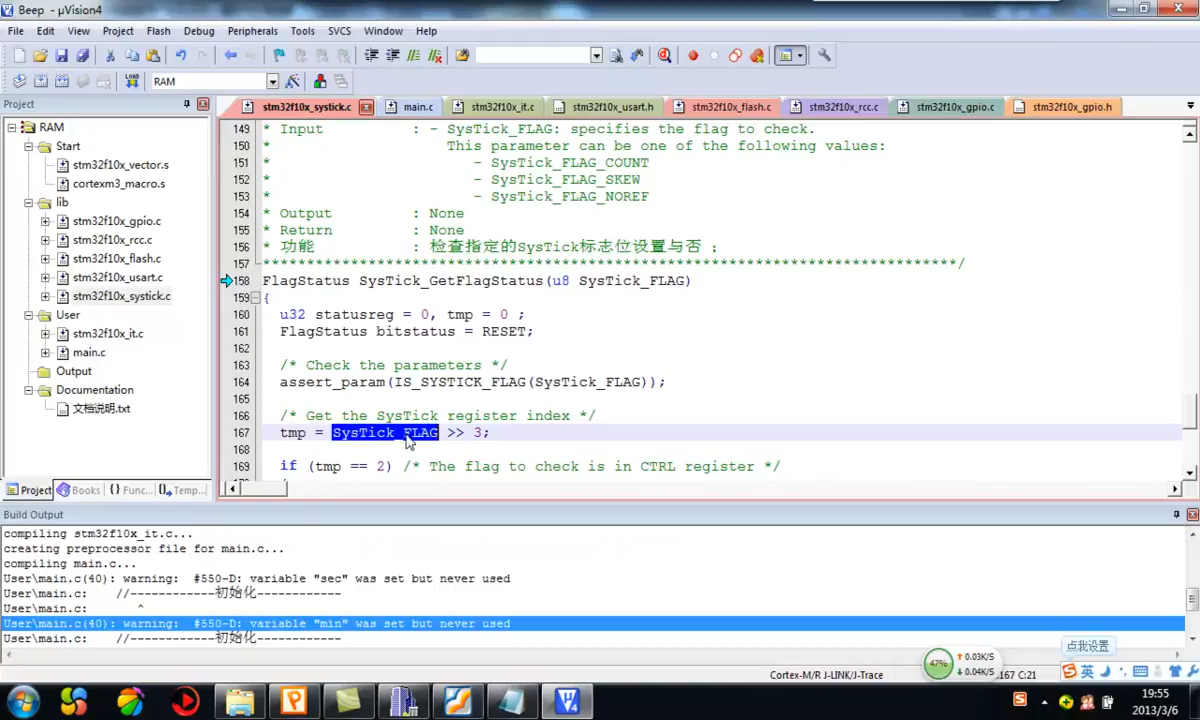 Beep - µVision4
File Edit View Project Flash Debug Peripherals Tools SVCS Window Help
LOAD RAM
Project
stm32f10x_systick.c main.c stm32f10x_it.c stm32f10x_usart.h stm32f10x_flash.c stm32f10x_rcc.c stm32f10x_gpio.c stm32f10x_gpio.h
RAM
Start
stm32f10x_vector.s
cortexm3_macro.s
lib
stm32f10x_gpio.c
stm32f10x_rcc.c
stm32f10x_flash.c
stm32f10x_usart.c
stm32f10x_systick.c
User
stm32f10x_it.c
main.c
Output
Documentation
文档说明.txt
Project Books {} Func... Temp...
149 * Input : - SysTick_FLAG: specifies the flag to check.
150 * This parameter can be one of the following values:
151 * - SysTick_FLAG_COUNT
152 * - SysTick_FLAG_SKEW
153 * - SysTick_FLAG_NOREF
154 * Output : None
155 * Return : None
156 * 功能 : 检查指定的SysTick标志位设置与否 ;
157 *******************************************************************************/
158 FlagStatus SysTick_GetFlagStatus(u8 SysTick_FLAG)
159 {
160 u32 statusreg = 0, tmp = 0 ;
161 FlagStatus bitstatus = RESET;
162
163 /* Check the parameters */
164 assert_param(IS_SYSTICK_FLAG(SysTick_FLAG));
165
166 /* Get the SysTick register index */
167 tmp = SysTick_FLAG >> 3;
168
169 if (tmp == 2) /* The flag to check is in CTRL register */
Build Output
compiling stm32f10x_it.c...
creating preprocessor file for main.c...
compiling main.c...
User\main.c(40): warning: #550-D: variable "sec" was set but never used
User\main.c: //------------初始化------------
User\main.c: ^
User\main.c(40): warning: #550-D: variable "min" was set but never used
User\main.c: //------------初始化------------
点我设置
47% 0.03K/S
0.04K/S
英
Cortex-M/R J-LINK/J-Trace .167 C:21
19:55
2013/3/6